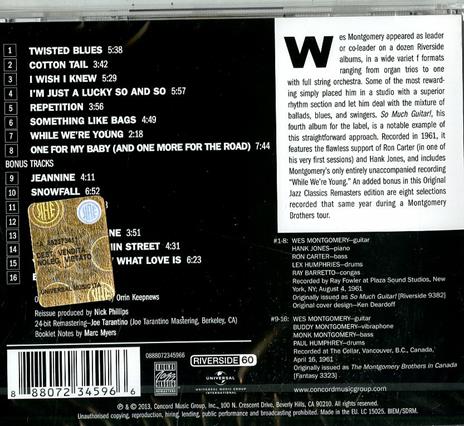 1 TWISTED BLUES 5:38
2 COTTON TAIL 3:42
3 I WISH I KNEW 5:29
4 I'M JUST A LUCKY SO AND SO 5:57
5 REPETITION 3:56
6 SOMETHING LIKE BAGS 4:49
7 WHILE WE'RE YOUNG 2:18
8 ONE FOR MY BABY (AND ONE MORE FOR THE ROAD) 7:44
BONUS TRACKS
9 JEANNINE 4:11
10 SNOWFALL 6:52
11
12
13 NE 4:11
14 IN STREET 4:31
15 WHAT LOVE IS 6:23
16
Orrin Keepnews
Reissue produced by Nick Phillips
24-bit Remastering—Joe Tarantino (Joe Tarantino Mastering, Berkeley, CA)
Booklet Notes by Marc Myers
Wes Montgomery appeared as leader
or co-leader on a dozen Riverside
albums, in a wide variet f formats
ranging from organ trios to one
with full string orchestra. Some of the most reward-
ing simply placed him in a studio with a superior
rhythm section and let him deal with the mixture of
ballads, blues, and swingers. So Much Guitar!, his
fourth album for the label, is a notable example of
this straightforward approach. Recorded in 1961, it
features the flawless support of Ron Carter (in one of
his very first sessions) and Hank Jones, and includes
Montgomery's only entirely unaccompanied recording
"While We're Young." An added bonus in this Original
Jazz Classics Remasters edition are eight selections
recorded that same year during a Montgomery
Brothers tour.
#1-8: WES MONTGOMERY—guitar
HANK JONES—piano
RON CARTER—bass
LEX HUMPHRIES—drums
RAY BARRETTO—congas
Recorded by Ray Fowler at Plaza Sound Studios, New
York, NY; August 4, 1961
Originally issued as So Much Guitar! [Riverside 9382]
Original cover design—Ken Deardoff
#9-16: WES MONTGOMERY—guitar
BUDDY MONTGOMERY—vibraphone
MONK MONTGOMERY—bass
PAUL HUMPHREY—drums
Recorded at The Cellar, Vancouver, B.C., Canada,
April 16, 1961
Originally issued as The Montgomery Brothers in Canada
[Fantasy 3323]
0888072345966
8 88072 34596 6
RIVERSIDE 60
UNIVERSAL
www.concordmusicgroup.com
℗ & © 2013, Concord Music Group, Inc., 100 N. Crescent Drive, Beverly Hills, CA 90210. All rights reserved.
Unauthorised copying, reproduction, hiring, lending, public performance and broadcasting prohibited. Made in the EU. LC 15025. BIEM/SDRM.